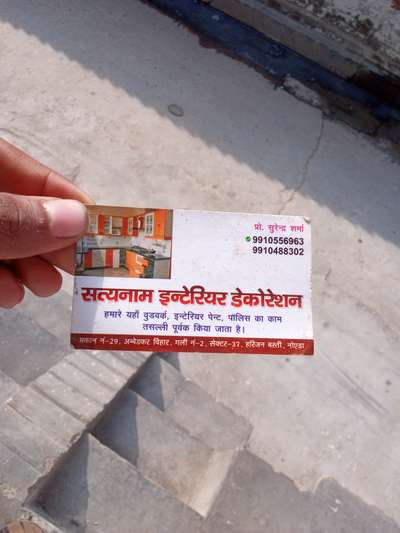 प्रो. सुरेन्द्र शर्मा
9910556963
9910488302
सत्यनाम इन्टेरियर डेकोरेशन
हमारे यहाँ वुडवर्क, इन्टेरियर पेन्ट, पॉलिस का काम
तसल्ली पूर्वक किया जाता है।
मकान नं-29, अम्बेडकर विहार, गली नं-2, सेक्टर-37, हरिजन बस्ती, नोएडा